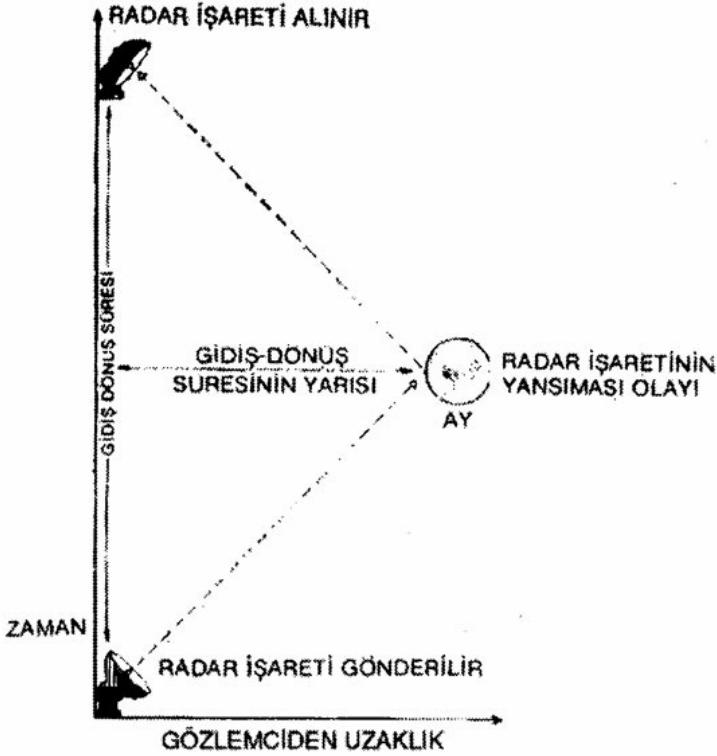 RADAR İŞARETİ ALINIR
GİDİŞ DÖNÜŞ SÜRESİ
GİDİŞ-DÖNÜŞ
SURESİNİN YARISI
RADAR İŞARETİNİN
YANSIMASI OLAYI
AY
ZAMAN
RADAR İŞARETİ GÖNDERİLİR
GÖZLEMCİDEN UZAKLIK